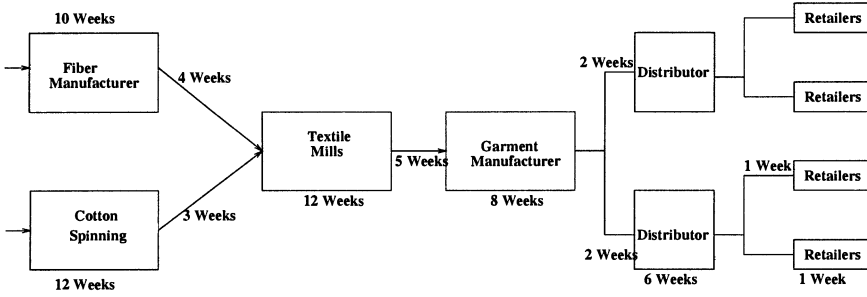 10 Weeks
Fiber
Manufacturer
4 Weeks
Cotton
Spinning
12 Weeks
3 Weeks
Textile
Mills
12 Weeks
5 Weeks
Garment
Manufacturer
8 Weeks
2 Weeks
Distributor
Retailers
Retailers
2 Weeks
Distributor
6 Weeks
1 Week
Retailers
Retailers
1 Week